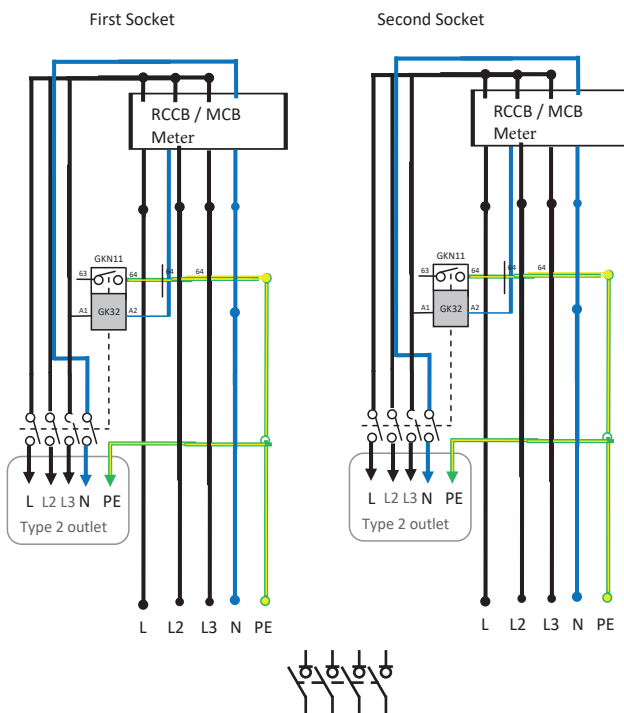 First Socket
Second Socket
RCCB / MCB
Meter
RCCB / MCB
Meter
GKN11
63
64
64
64
A1
GK32
A2
GKN11
63
64
64
64
A1
GK32
A2
L L2 L3 N PE
Type 2 outlet
L L2 L3 N PE
Type 2 outlet
L L2 L3 N PE
L L2 L3 N PE